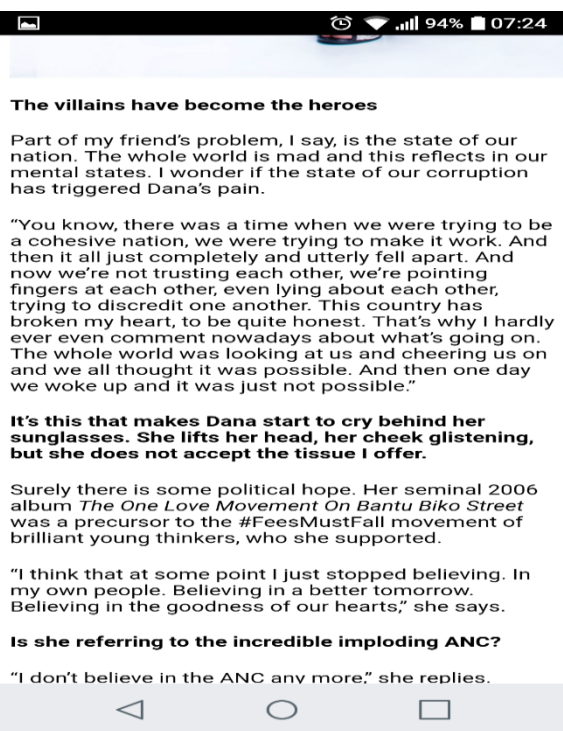 94% 07:24
The villains have become the heroes
Part of my friend’s problem, I say, is the state of our
nation. The whole world is mad and this reflects in our
mental states. I wonder if the state of our corruption
has triggered Dana’s pain.
“You know, there was a time when we were trying to be
a cohesive nation, we were trying to make it work. And
then it all just completely and utterly fell apart. And
now we’re not trusting each other, we’re pointing
fingers at each other, even lying about each other,
trying to discredit one another. This country has
broken my heart, to be quite honest. That’s why I hardly
ever even comment nowadays about what’s going on.
The whole world was looking at us and cheering us on
and we all thought it was possible. And then one day
we woke up and it was just not possible.”
It’s this that makes Dana start to cry behind her
sunglasses. She lifts her head, her cheek glistening,
but she does not accept the tissue I offer.
Surely there is some political hope. Her seminal 2006
album The One Love Movement On Bantu Biko Street
was a precursor to the #FeesMustFall movement of
brilliant young thinkers, who she supported.
“I think that at some point I just stopped believing. In
my own people. Believing in a better tomorrow.
Believing in the goodness of our hearts,” she says.
Is she referring to the incredible imploding ANC?
“I don’t believe in the ANC any more,” she replies.